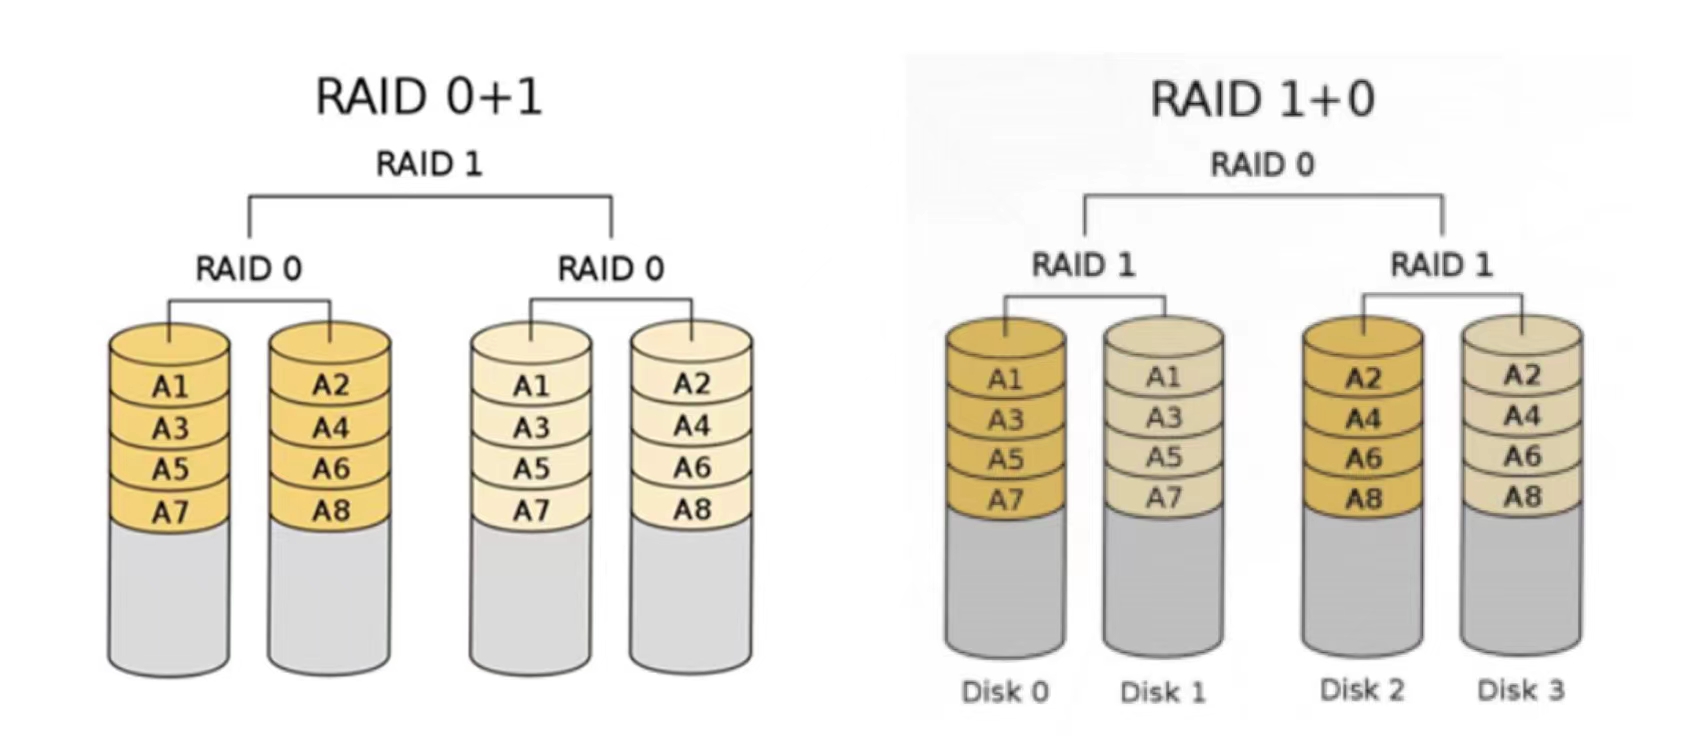 RAID 0+1
RAID 1
RAID 0 RAID 0
A1 A2 A1 A2
A3 A4 A3 A4
A5 A6 A5 A6
A7 A8 A7 A8
RAID 1+0
RAID 0
RAID 1 RAID 1
A1 A1 A2 A2
A3 A3 A4 A4
A5 A5 A6 A6
A7 A7 A8 A8
Disk 0 Disk 1 Disk 2 Disk 3